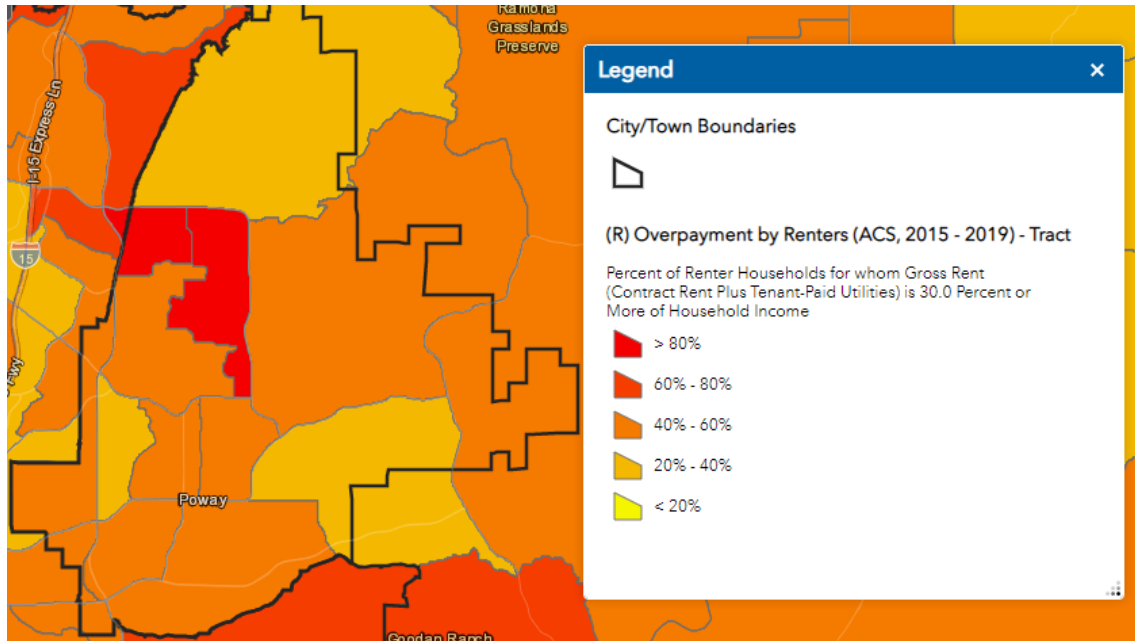 Ramona
Grasslands
Preserve
I-15 Express Ln
15
Fwy
Poway
Goodan Ranch
Legend
×
City/Town Boundaries
(R) Overpayment by Renters (ACS, 2015 - 2019) - Tract
Percent of Renter Households for whom Gross Rent
(Contract Rent Plus Tenant-Paid Utilities) is 30.0 Percent or
More of Household Income
> 80%
60% - 80%
40% - 60%
20% - 40%
< 20%